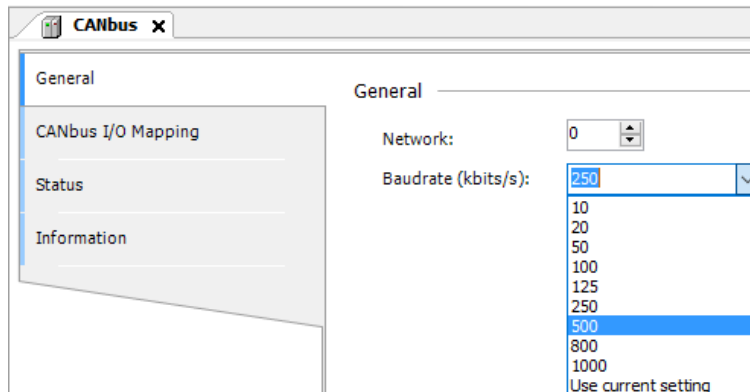 CANbus x
General
CANbus I/O Mapping
Status
Information
General
Network: 0
Baudrate (kbits/s): 250
10
20
50
100
125
250
500
800
1000
Use current setting